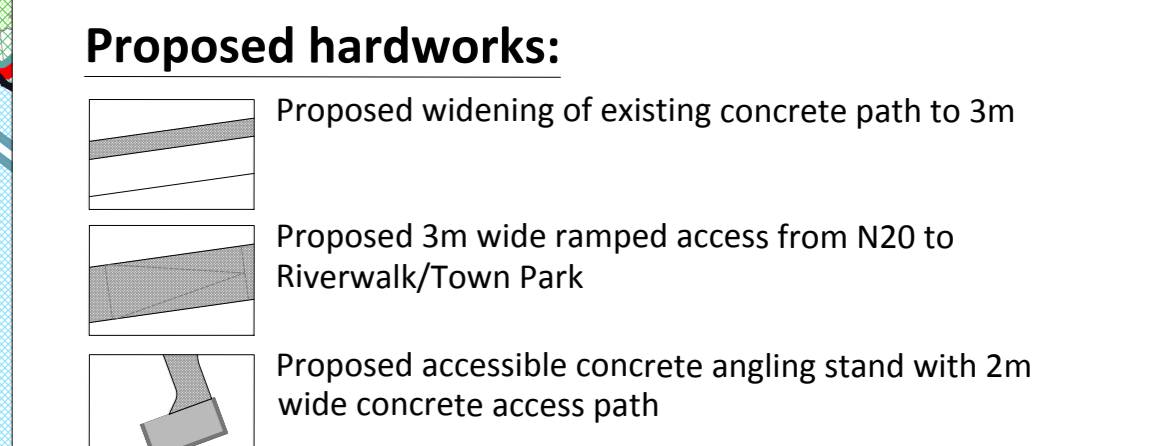 Proposed hardworks:
Proposed widening of existing concrete path to 3m
Proposed 3m wide ramped access from N20 to
Riverwalk/Town Park
Proposed accessible concrete angling stand with 2m
wide concrete access path